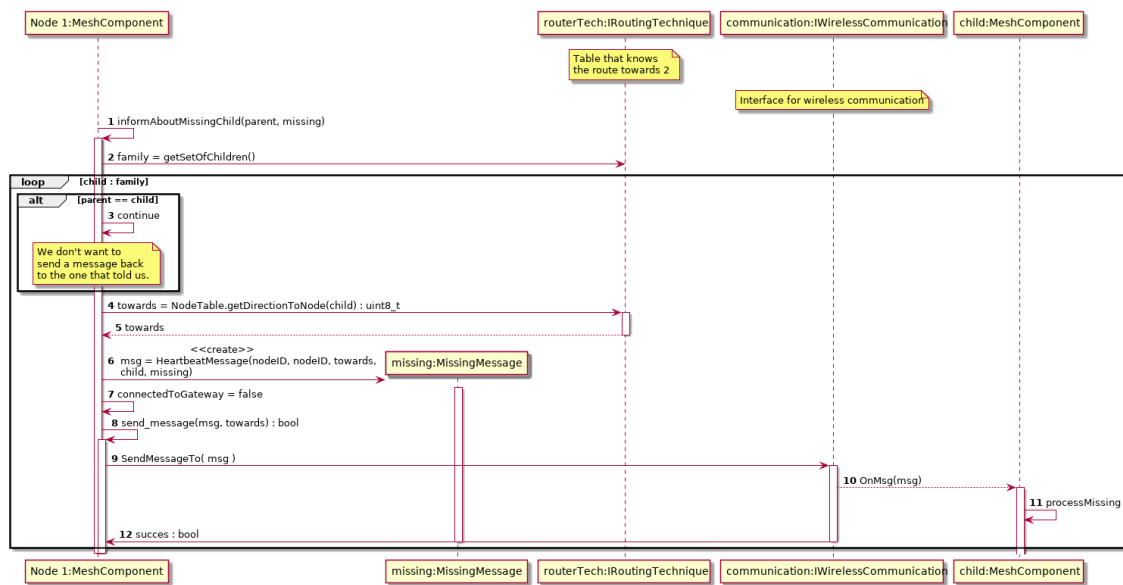 Node 1:MeshComponent
routerTech:IRoutingTechnique
communication:IWirelessCommunication
child:MeshComponent
Table that knows
the route towards 2
Interface for wireless communication
1 informAboutMissingChild(parent, missing)
2 family = getSetOfChildren()
loop [child : family]
alt [parent == child]
3 continue
We don't want to
send a message back
to the one that told us.
4 towards = NodeTable.getDirectionToNode(child) : uint8_t
5 towards
<<create>>
6 msg = HeartbeatMessage(nodeID, nodeID, towards,
child, missing)
missing:MissingMessage
7 connectedToGateway = false
8 send_message(msg, towards) : bool
9 SendMessageTo( msg )
10 OnMsg(msg)
11 processMissing
12 succes : bool
Node 1:MeshComponent
missing:MissingMessage
routerTech:IRoutingTechnique
communication:IWirelessCommunication
child:MeshComponent